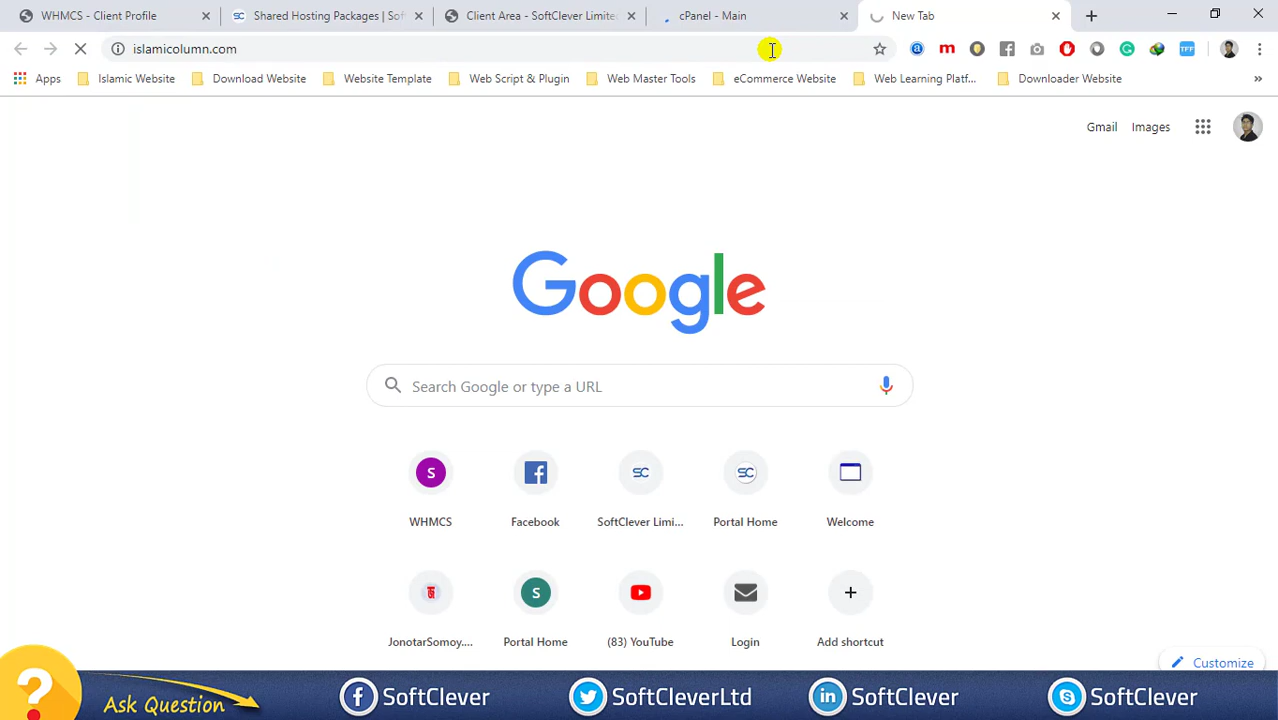 WHMCS - Client Profile
Shared Hosting Packages | Sof
Client Area - SoftClever Limite
cPanel - Main
New Tab
islamicolumn.com
Apps
Islamic Website
Download Website
Website Template
Web Script & Plugin
Web Master Tools
eCommerce Website
Web Learning Platf...
Downloader Website
Gmail
Images
Google
Search Google or type a URL
S
SC
SC
WHMCS
Facebook
SoftClever Limi...
Portal Home
Welcome
S
JonotarSomoy....
Portal Home
(83) YouTube
Login
Add shortcut
Customize
Ask Question
SoftClever
SoftCleverLtd
SoftClever
SoftClever